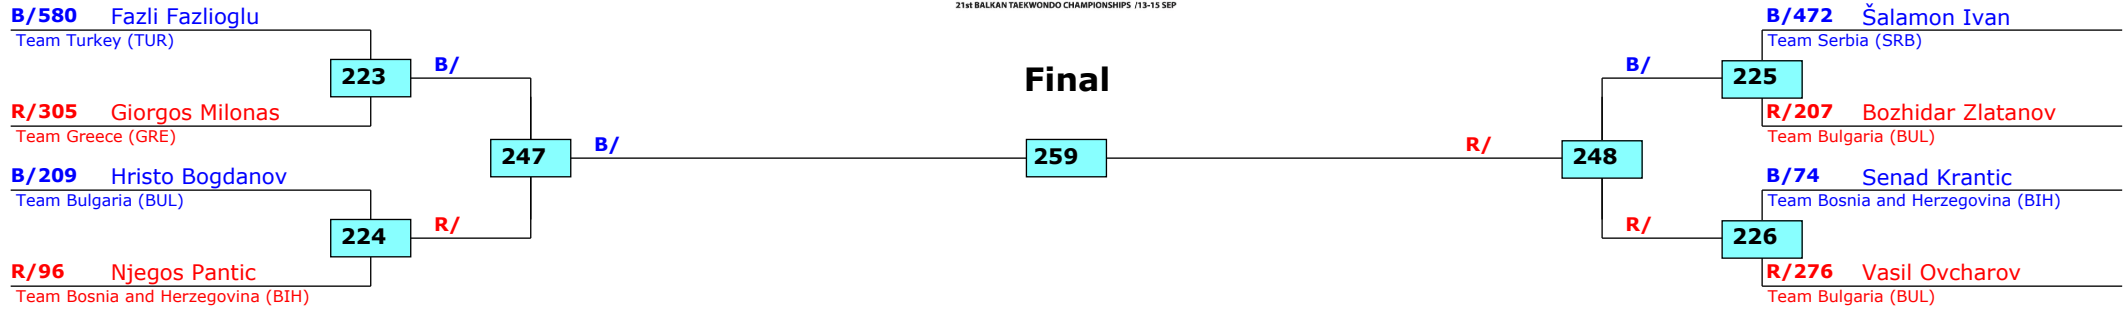 21st BALKAN TAEKWONDO CHAMPIONSHIPS /13-15 SEP
B/580 Fazli Fazlioglu
Team Turkey (TUR)
223
B/
R/305 Giorgos Milonas
Team Greece (GRE)
247
B/
B/209 Hristo Bogdanov
Team Bulgaria (BUL)
224
R/
R/96 Njegos Pantic
Team Bosnia and Herzegovina (BIH)
Final
259
B/472 Šalamon Ivan
Team Serbia (SRB)
B/
225
R/207 Bozhidar Zlatanov
Team Bulgaria (BUL)
R/
248
B/74 Senad Krantic
Team Bosnia and Herzegovina (BIH)
R/
226
R/276 Vasil Ovcharov
Team Bulgaria (BUL)